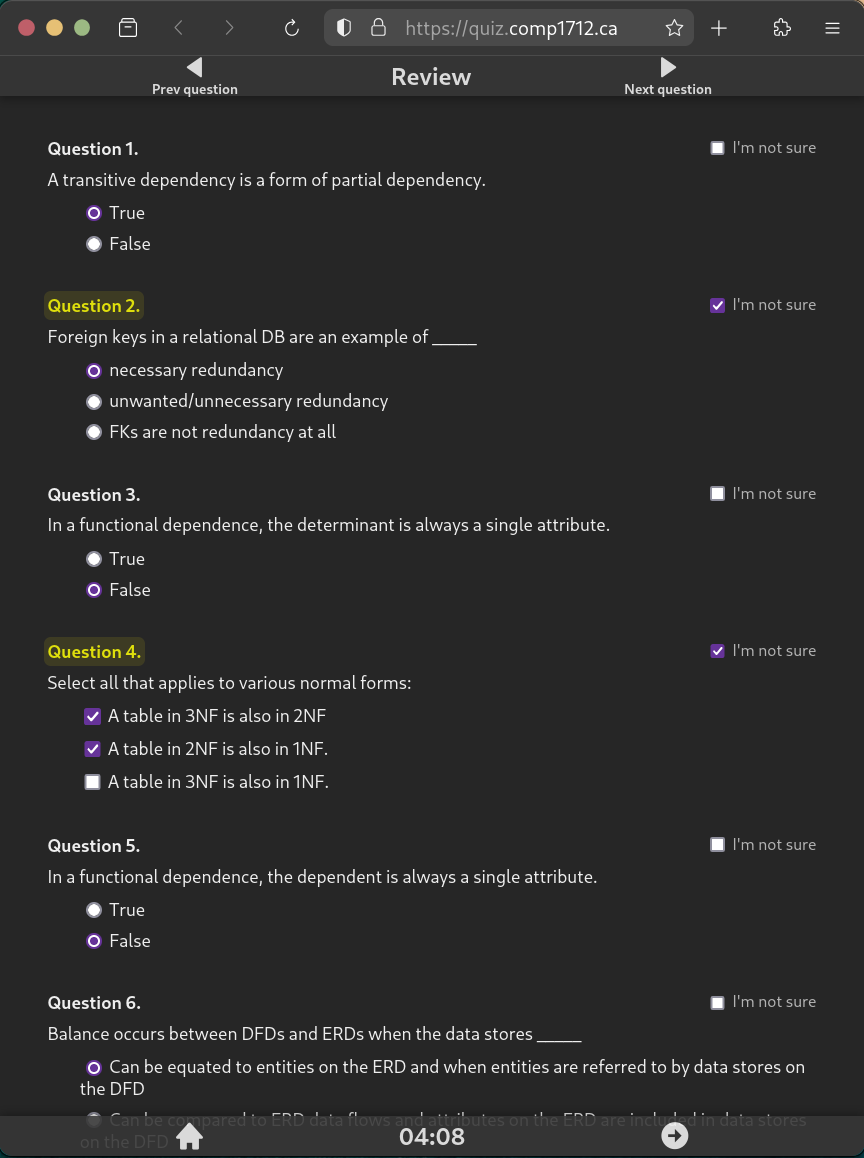 https://quiz.comp1712.ca
Review
Prev question
Next question
Question 1.
I'm not sure
A transitive dependency is a form of partial dependency.
True
False
Question 2.
I'm not sure
Foreign keys in a relational DB are an example of _____
necessary redundancy
unwanted/unnecessary redundancy
FKs are not redundancy at all
Question 3.
I'm not sure
In a functional dependence, the determinant is always a single attribute.
True
False
Question 4.
I'm not sure
Select all that applies to various normal forms:
A table in 3NF is also in 2NF
A table in 2NF is also in 1NF.
A table in 3NF is also in 1NF.
Question 5.
I'm not sure
In a functional dependence, the dependent is always a single attribute.
True
False
Question 6.
I'm not sure
Balance occurs between DFDs and ERDs when the data stores _____
Can be equated to entities on the ERD and when entities are referred to by data stores on
the DFD
Can be compared to ERD data flows and attributes on the ERD are included in data stores
on the DFD
04:08